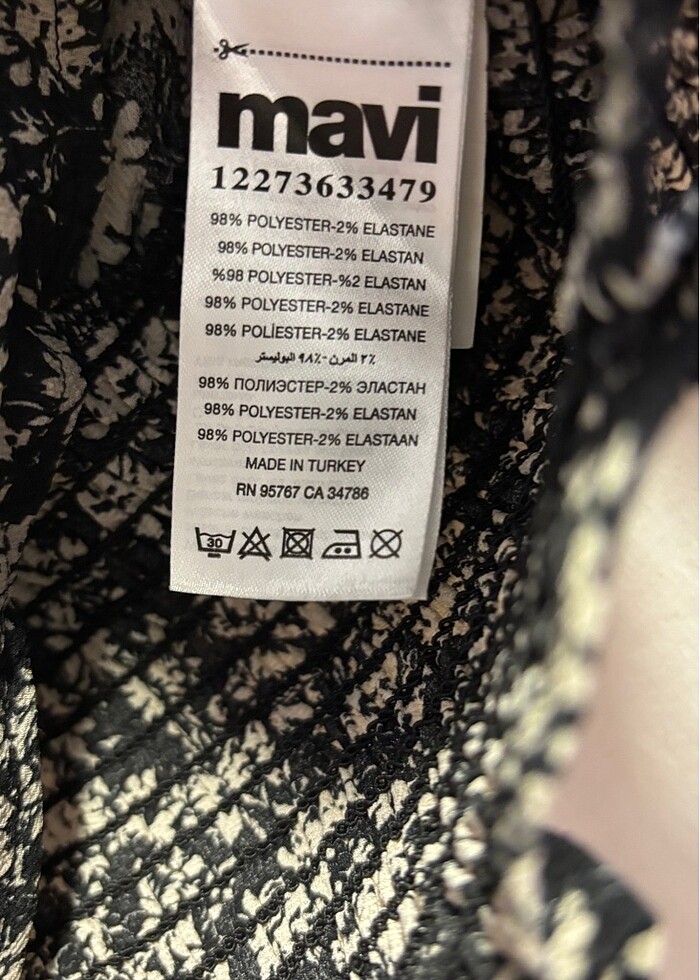 mavi
12273633479
98% POLYESTER-2% ELASTANE
98% POLYESTER-2% ELASTAN
%98 POLYESTER-%2 ELASTAN
98% POLYESTER-2% ELASTANE
98% POLİESTER-2% ELASTANE
٢٪ المرن-٩٨٪ البوليستر
98% ПОЛИЭСТЕР-2% ЭЛАСТАН
98% POLYESTER-2% ELASTAN
98% POLYESTER-2% ELASTAAN
MADE IN TURKEY
RN 95767 CA 34786
30